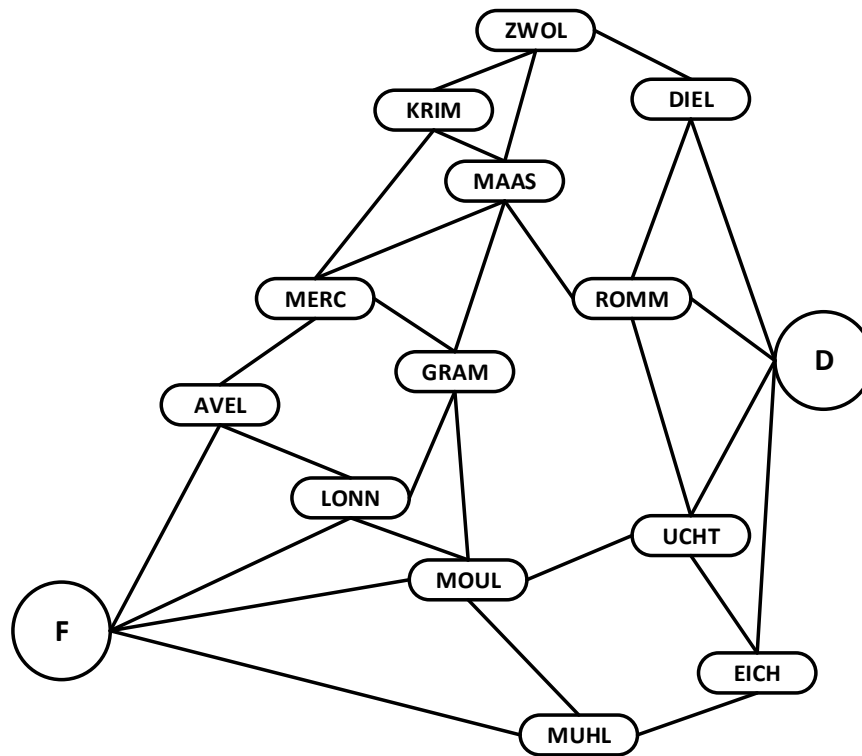 ZWOL
DIEL
KRIM
MAAS
MERC
ROMM
D
GRAM
AVEL
LONN
UCHT
MOUL
F
EICH
MUHL